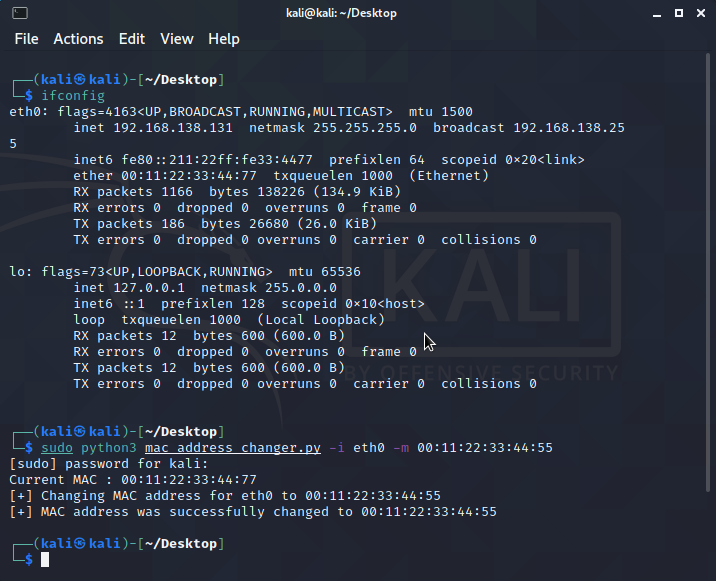 kali@kali: ~/Desktop
File Actions Edit View Help
┌──(kali㉿kali)-[~/Desktop]
└─$ ifconfig
eth0: flags=4163<UP,BROADCAST,RUNNING,MULTICAST>  mtu 1500
        inet 192.168.138.131  netmask 255.255.255.0  broadcast 192.168.138.25
5
        inet6 fe80::211:22ff:fe33:4477  prefixlen 64  scopeid 0×20<link>
        ether 00:11:22:33:44:77  txqueuelen 1000  (Ethernet)
        RX packets 1166  bytes 138226 (134.9 KiB)
        RX errors 0  dropped 0  overruns 0  frame 0
        TX packets 186  bytes 26680 (26.0 KiB)
        TX errors 0  dropped 0 overruns 0  carrier 0  collisions 0
lo: flags=73<UP,LOOPBACK,RUNNING>  mtu 65536
        inet 127.0.0.1  netmask 255.0.0.0
        inet6 ::1  prefixlen 128  scopeid 0×10<host>
        loop  txqueuelen 1000  (Local Loopback)
        RX packets 12  bytes 600 (600.0 B)
        RX errors 0  dropped 0  overruns 0  frame 0
        TX packets 12  bytes 600 (600.0 B)
        TX errors 0  dropped 0 overruns 0  carrier 0  collisions 0
KALI
BY OFFENSIVE SECURITY
┌──(kali㉿kali)-[~/Desktop]
└─$ sudo python3 mac_address_changer.py -i eth0 -m 00:11:22:33:44:55
[sudo] password for kali:
Current MAC : 00:11:22:33:44:77
[+] Changing MAC address for eth0 to 00:11:22:33:44:55
[+] MAC address was successfully changed to 00:11:22:33:44:55
┌──(kali㉿kali)-[~/Desktop]
└─$